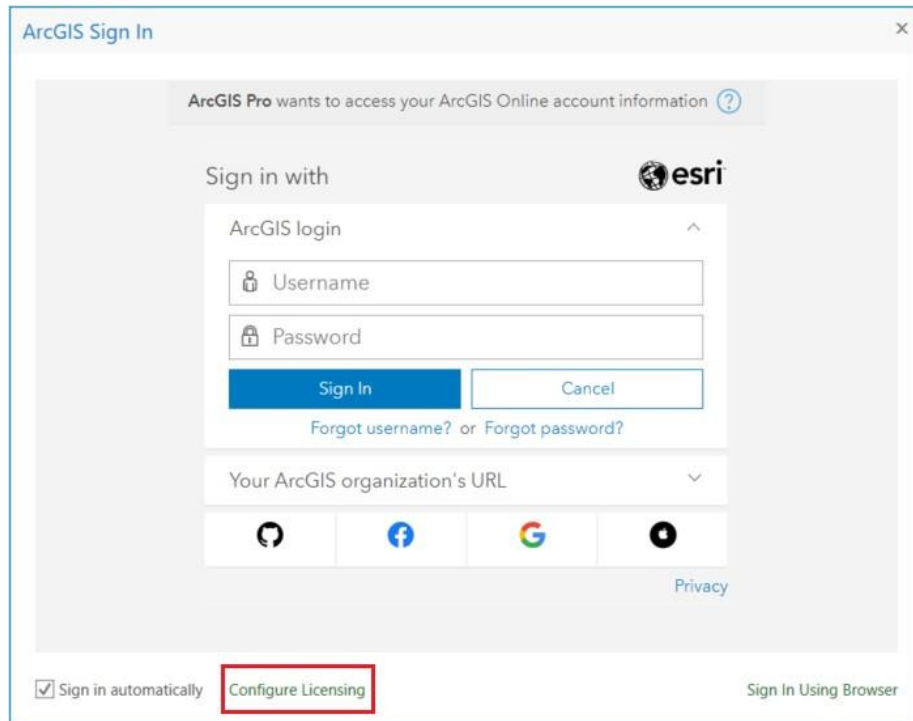 ArcGIS Sign In
ArcGIS Pro wants to access your ArcGIS Online account information ?
Sign in with
esri
ArcGIS login
Username
Password
Sign In
Cancel
Forgot username? or Forgot password?
Your ArcGIS organization's URL
Privacy
Sign in automatically
Configure Licensing
Sign In Using Browser